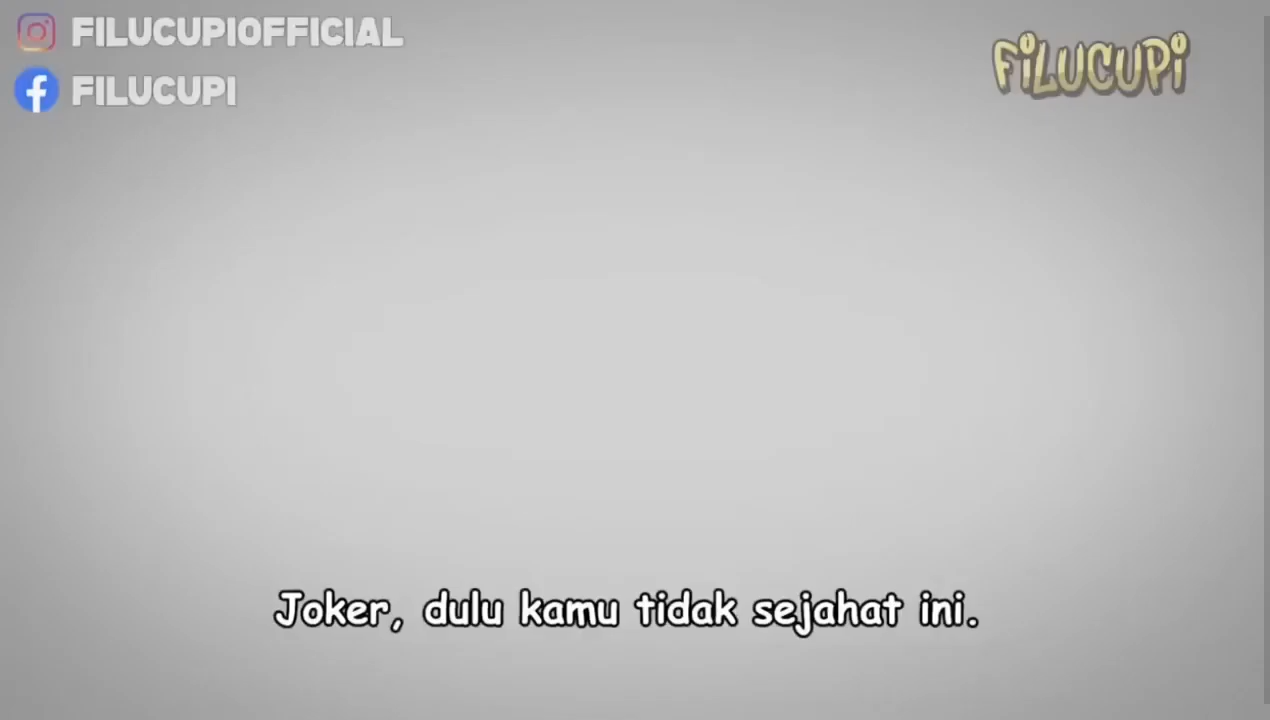 FILUCUPIOFFICIAL
FILUCUPI
FiLUCUPi
Joker, dulu kamu tidak sejahat ini.